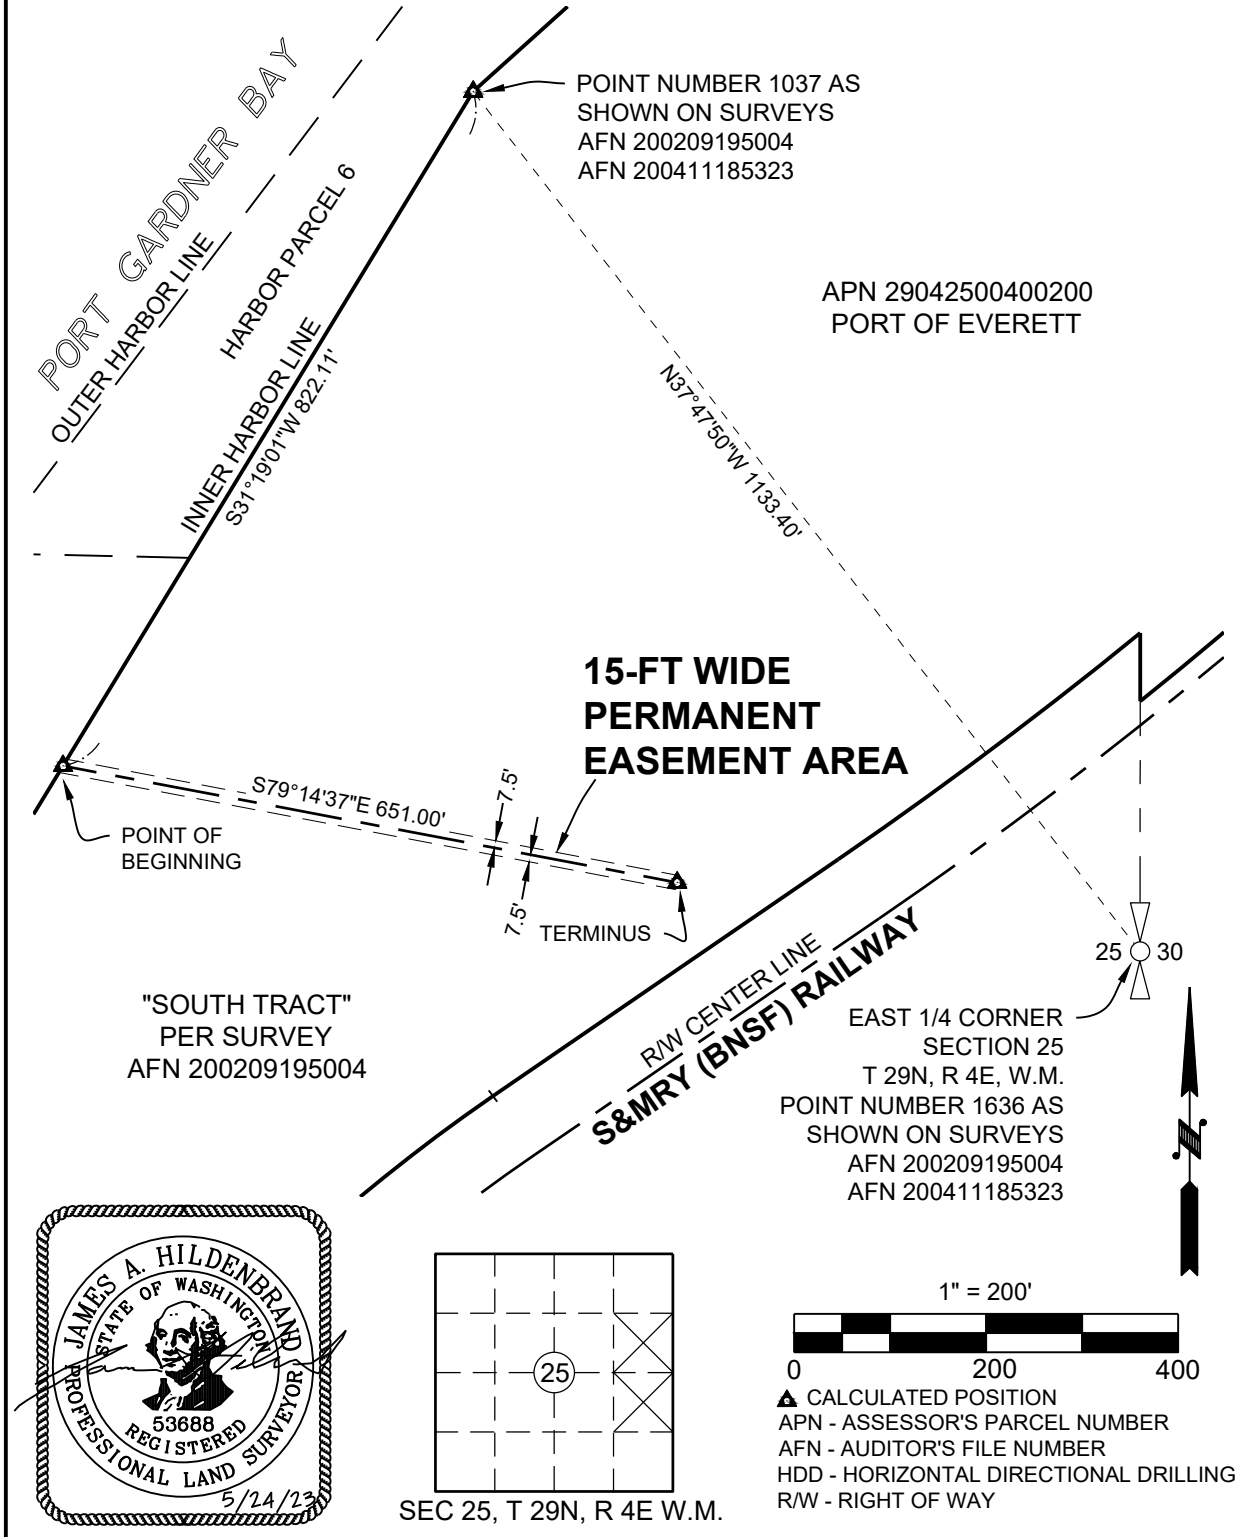 POINT NUMBER 1037 AS
SHOWN ON SURVEYS
AFN 200209195004
AFN 200411185323
PORT GARDNER BAY
OUTER HARBOR LINE
HARBOR PARCEL 6
INNER HARBOR LINE
S31°19'01"W 822.11'
APN 29042500400200
PORT OF EVERETT
N37°47'50"W 1133.40'
15-FT WIDE
PERMANENT
EASEMENT AREA
S79°14'37"E 651.00'
7.5'
7.5'
POINT OF
BEGINNING
TERMINUS
"SOUTH TRACT"
PER SURVEY
AFN 200209195004
R/W CENTER LINE
S&MRY (BNSF) RAILWAY
25 30
EAST 1/4 CORNER
SECTION 25
T 29N, R 4E, W.M.
POINT NUMBER 1636 AS
SHOWN ON SURVEYS
AFN 200209195004
AFN 200411185323
N
JAMES A. HILDENBRAND
STATE OF WASHINGTON
53688
REGISTERED
PROFESSIONAL LAND SURVEYOR
5/24/23
25
SEC 25, T 29N, R 4E W.M.
1" = 200'
0 200 400
CALCULATED POSITION
APN - ASSESSOR'S PARCEL NUMBER
AFN - AUDITOR'S FILE NUMBER
HDD - HORIZONTAL DIRECTIONAL DRILLING
R/W - RIGHT OF WAY